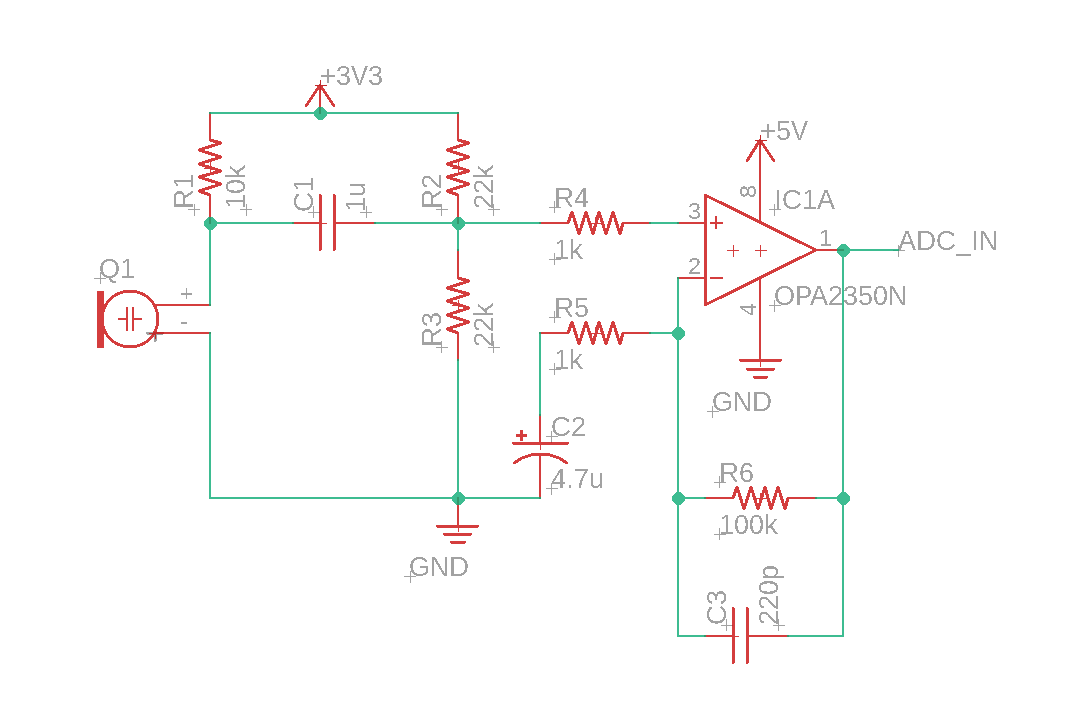 +3V3
+5V
R1
10k
C1
1u
R2
22k
R4
1k
3
8
IC1A
+
1
ADC_IN
2
-
Q1
+
-
R3
22k
R5
1k
4
OPA2350N
GND
+
C2
4.7u
R6
100k
GND
C3
220p